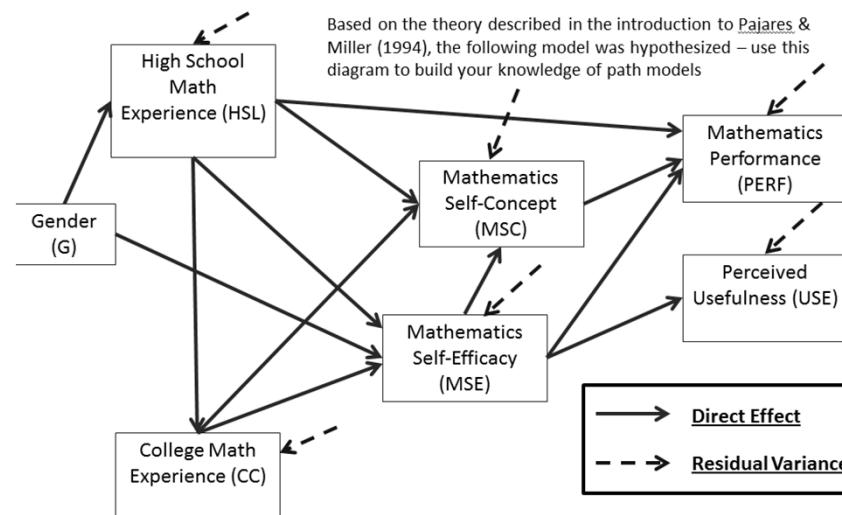 Based on the theory described in the introduction to Pajares &
Miller (1994), the following model was hypothesized – use this
diagram to build your knowledge of path models
High School
Math
Experience (HSL)
Mathematics
Performance
(PERF)
Mathematics
Self-Concept
(MSC)
Gender
(G)
Perceived
Usefulness (USE)
Mathematics
Self-Efficacy
(MSE)
College Math
Experience (CC)
Direct Effect
Residual Variance